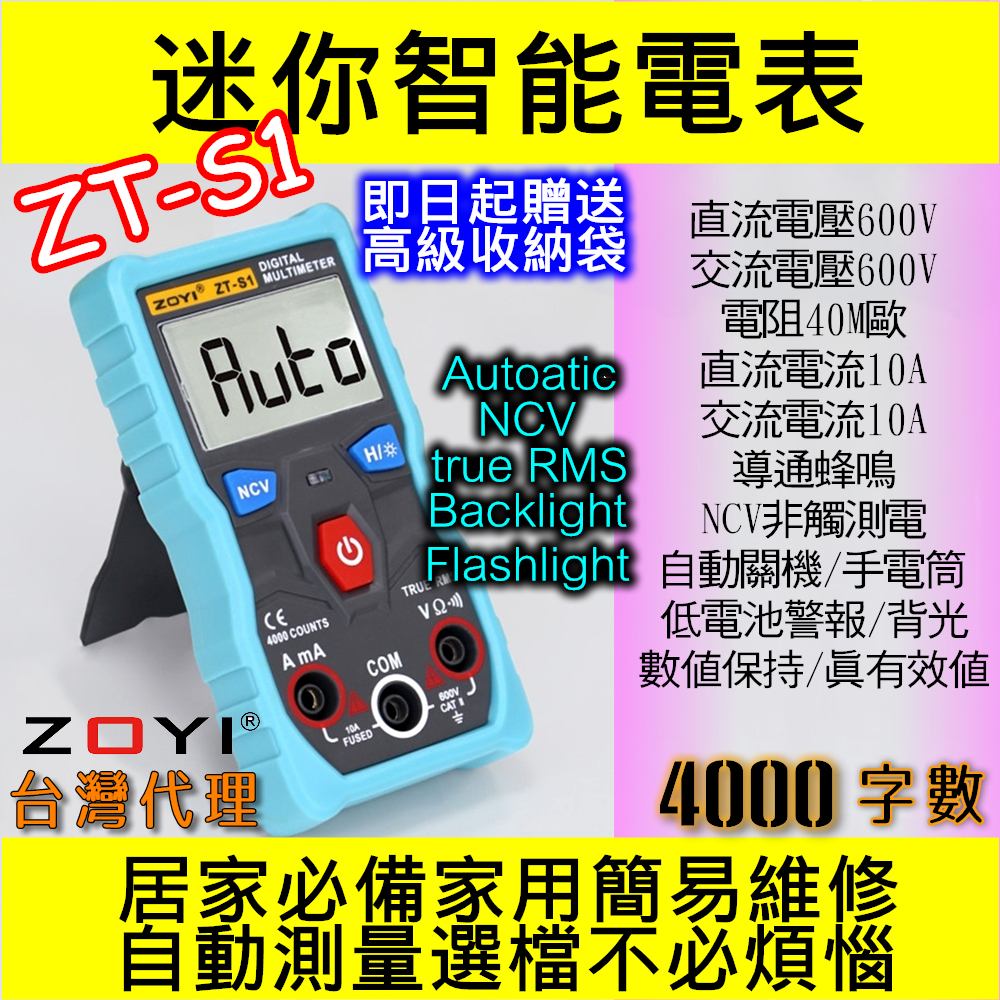 迷你智能電表
ZT-S1
即日起贈送
高級收納袋
直流電壓600V
交流電壓600V
電阻40M歐
直流電流10A
交流電流10A
導通蜂鳴
NCV非觸測電
自動關機/手電筒
低電池警報/背光
數值保持/真有效值
Autoatic
NCV
true RMS
Backlight
Flashlight
DIGITAL
MULTIMETER
ZOYI® ZT-S1
Auto
NCV
H/
TRUE RM
VΩ
CE
4000 COUNTS
A mA
COM
10A
FUSED
600V
CAT II
ZOYI®
台灣代理
4000 字數
居家必備家用簡易維修
自動測量選檔不必煩惱